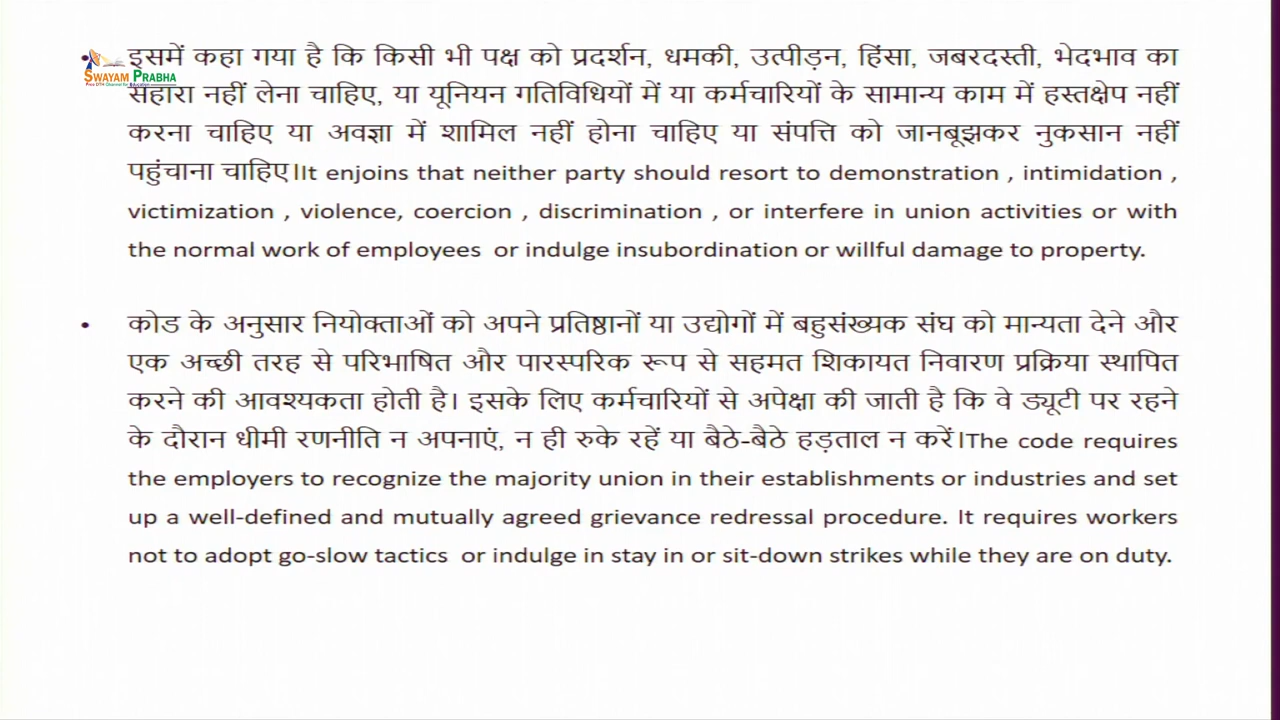 इसमें कहा गया है कि किसी भी पक्ष को प्रदर्शन, धमकी, उत्पीड़न, हिंसा, जबरदस्ती, भेदभाव का
SWAYAM PRABHA
Free DTH Channel for Education
सहारा नहीं लेना चाहिए, या यूनियन गतिविधियों में या कर्मचारियों के सामान्य काम में हस्तक्षेप नहीं
करना चाहिए या अवज्ञा में शामिल नहीं होना चाहिए या संपत्ति को जानबूझकर नुकसान नहीं
पहुंचाना चाहिए।It enjoins that neither party should resort to demonstration , intimidation ,
victimization , violence, coercion , discrimination , or interfere in union activities or with
the normal work of employees or indulge insubordination or willful damage to property.
• कोड के अनुसार नियोक्ताओं को अपने प्रतिष्ठानों या उद्योगों में बहुसंख्यक संघ को मान्यता देने और
एक अच्छी तरह से परिभाषित और पारस्परिक रूप से सहमत शिकायत निवारण प्रक्रिया स्थापित
करने की आवश्यकता होती है। इसके लिए कर्मचारियों से अपेक्षा की जाती है कि वे ड्यूटी पर रहने
के दौरान धीमी रणनीति न अपनाएं, न ही रुके रहें या बैठे-बैठे हड़ताल न करें।The code requires
the employers to recognize the majority union in their establishments or industries and set
up a well-defined and mutually agreed grievance redressal procedure. It requires workers
not to adopt go-slow tactics or indulge in stay in or sit-down strikes while they are on duty.